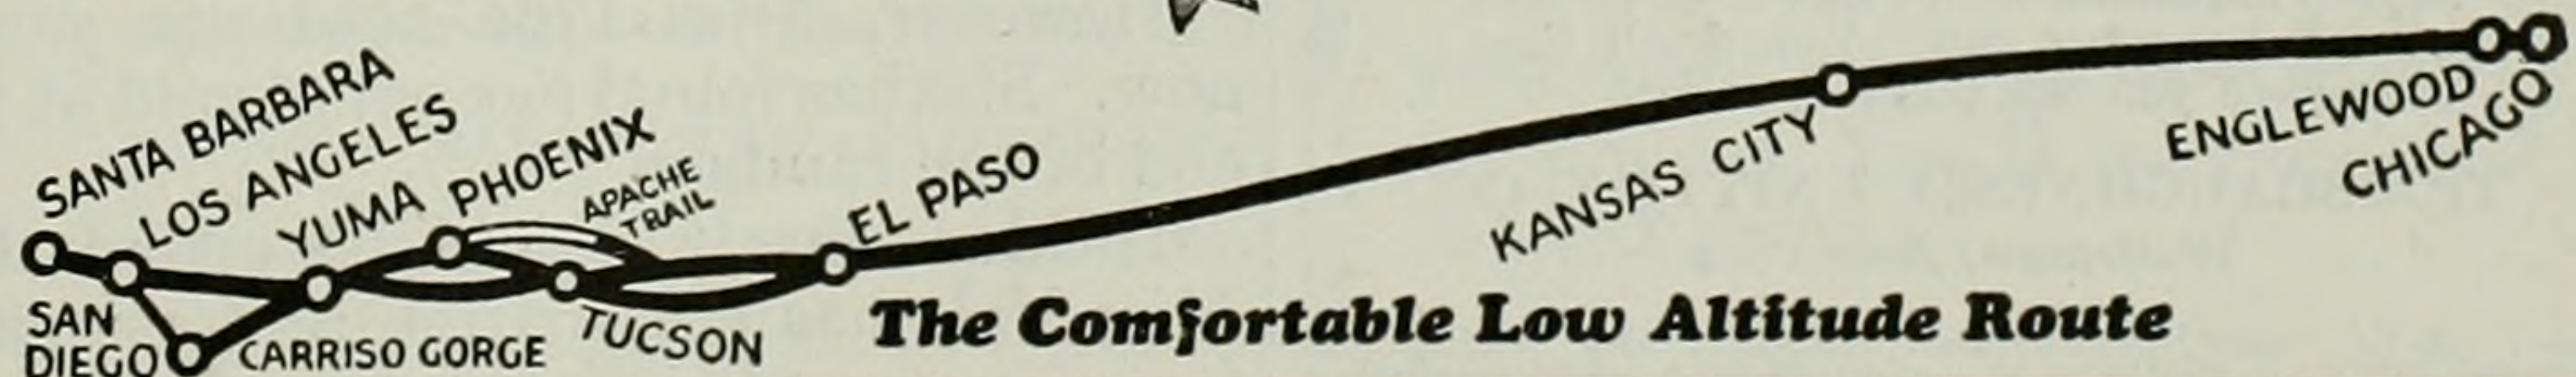 SANTA BARBARA
LOS ANGELES
YUMA
PHOENIX
APACHE
TRAIL
EL PASO
KANSAS CITY
ENGLEWOOD
CHICAGO
SAN
DIEGO
CARRISO GORGE
TUCSON
The Comfortable Low Altitude Route